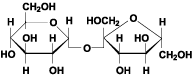 CH₂OH
O H HOCH₂ O H
H H
OH H H HO
HO H O CH₂OH
H OH OH H